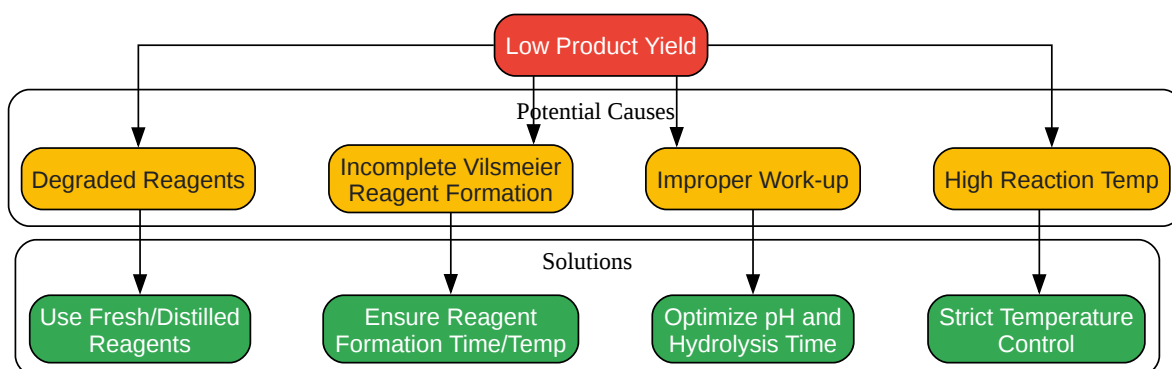 Low Product Yield
Potential Causes
Degraded Reagents
Incomplete Vilsmeier
Reagent Formation
Improper Work-up
High Reaction Temp
Solutions
Use Fresh/Distilled
Reagents
Ensure Reagent
Formation Time/Temp
Optimize pH and
Hydrolysis Time
Strict Temperature
Control